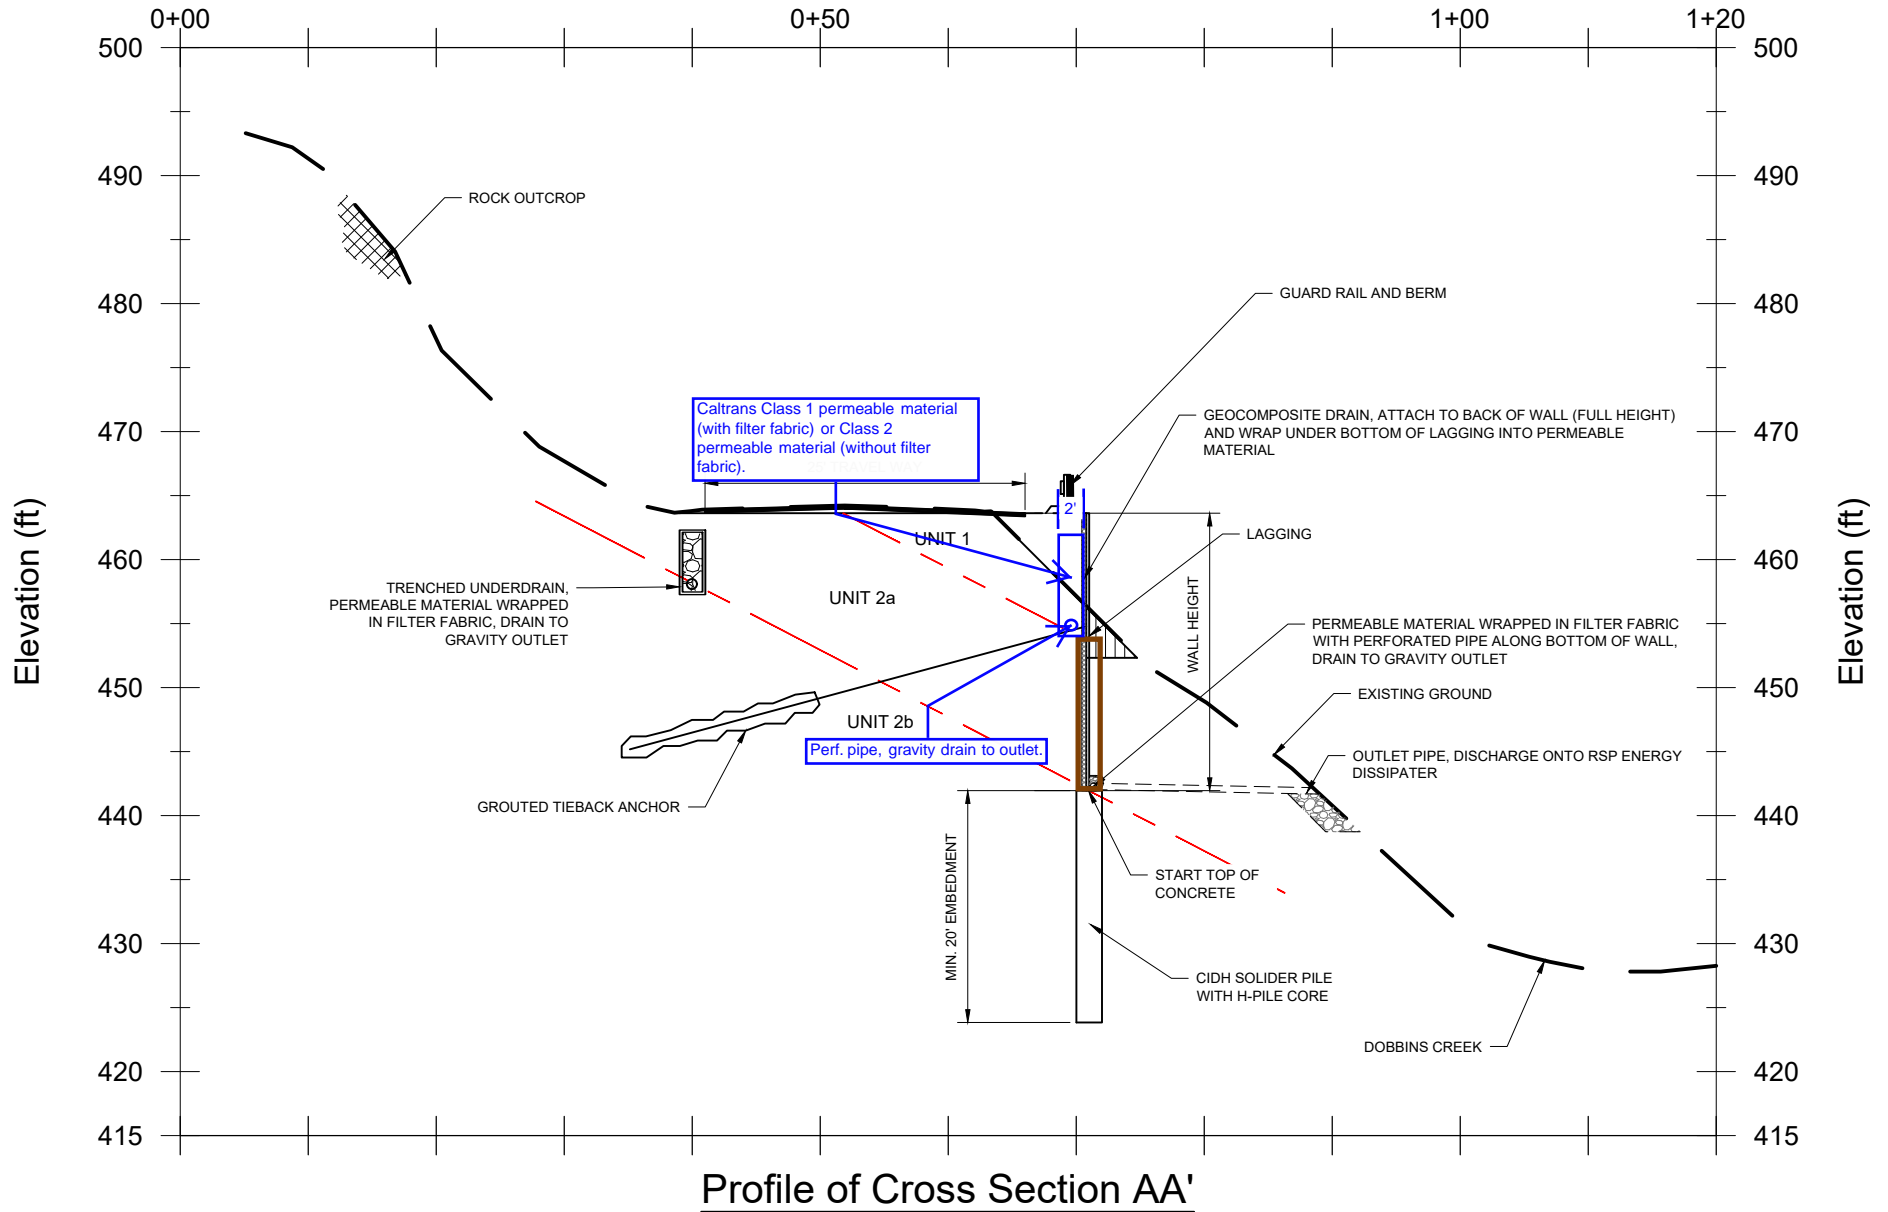 0+00
0+50
1+00
1+20
500
500
490
490
ROCK OUTCROP
480
480
GUARD RAIL AND BERM
Caltrans Class 1 permeable material
(with filter fabric) or Class 2
permeable material (without filter
fabric).
TRAVEL WAY
GEOCOMPOSITE DRAIN, ATTACH TO BACK OF WALL (FULL HEIGHT)
AND WRAP UNDER BOTTOM OF LAGGING INTO PERMEABLE
MATERIAL
470
470
2'
UNIT 1
LAGGING
460
460
TRENCHED UNDERDRAIN,
PERMEABLE MATERIAL WRAPPED
IN FILTER FABRIC, DRAIN TO
GRAVITY OUTLET
UNIT 2a
WALL HEIGHT
PERMEABLE MATERIAL WRAPPED IN FILTER FABRIC
WITH PERFORATED PIPE ALONG BOTTOM OF WALL,
DRAIN TO GRAVITY OUTLET
Elevation (ft)
Elevation (ft)
450
450
EXISTING GROUND
UNIT 2b
Perf. pipe, gravity drain to outlet.
OUTLET PIPE, DISCHARGE ONTO RSP ENERGY
DISSIPATER
GROUTED TIEBACK ANCHOR
440
440
MIN. 20' EMBEDMENT
START TOP OF
CONCRETE
430
430
CIDH SOLIDER PILE
WITH H-PILE CORE
DOBBINS CREEK
420
420
415
415
Profile of Cross Section AA'